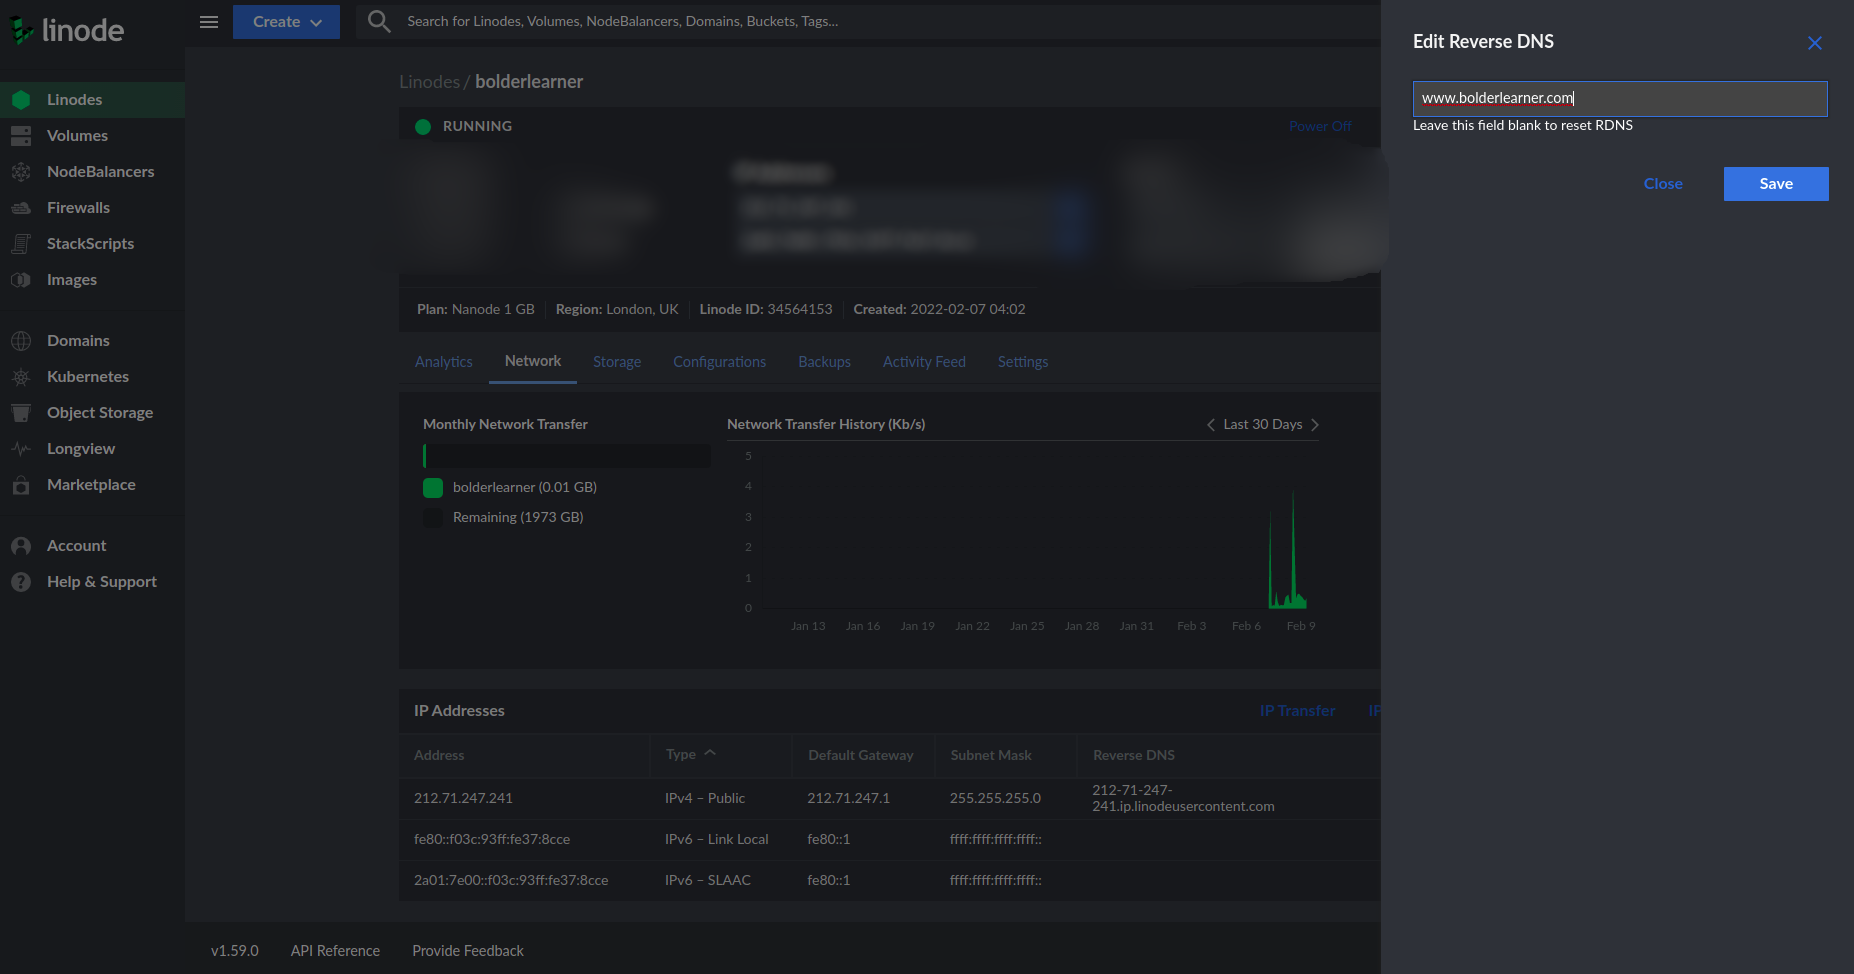 linode
Create
Search for Linodes, Volumes, NodeBalancers, Domains, Buckets, Tags...
Linodes
Volumes
NodeBalancers
Firewalls
StackScripts
Images
Domains
Kubernetes
Object Storage
Longview
Marketplace
Account
Help & Support
Linodes / bolderlearner
RUNNING
Power Off
Plan: Nanode 1 GB Region: London, UK Linode ID: 34564153 Created: 2022-02-07 04:02
Analytics Network Storage Configurations Backups Activity Feed Settings
Monthly Network Transfer
bolderlearner (0.01 GB)
Remaining (1973 GB)
Network Transfer History (Kb/s)
Last 30 Days
5
4
3
2
1
0
Jan 13 Jan 16 Jan 19 Jan 22 Jan 25 Jan 28 Jan 31 Feb 3 Feb 6 Feb 9
IP Addresses
IP Transfer IP
Address Type Default Gateway Subnet Mask Reverse DNS
212.71.247.241 IPv4 – Public 212.71.247.1 255.255.255.0 212-71-247-
241.ip.linodeusercontent.com
fe80::f03c:93ff:fe37:8cce IPv6 – Link Local fe80::1 ffff:ffff:ffff:ffff::
2a01:7e00::f03c:93ff:fe37:8cce IPv6 – SLAAC fe80::1 ffff:ffff:ffff:ffff::
v1.59.0 API Reference Provide Feedback
Edit Reverse DNS
www.bolderlearner.com
Leave this field blank to reset RDNS
Close Save